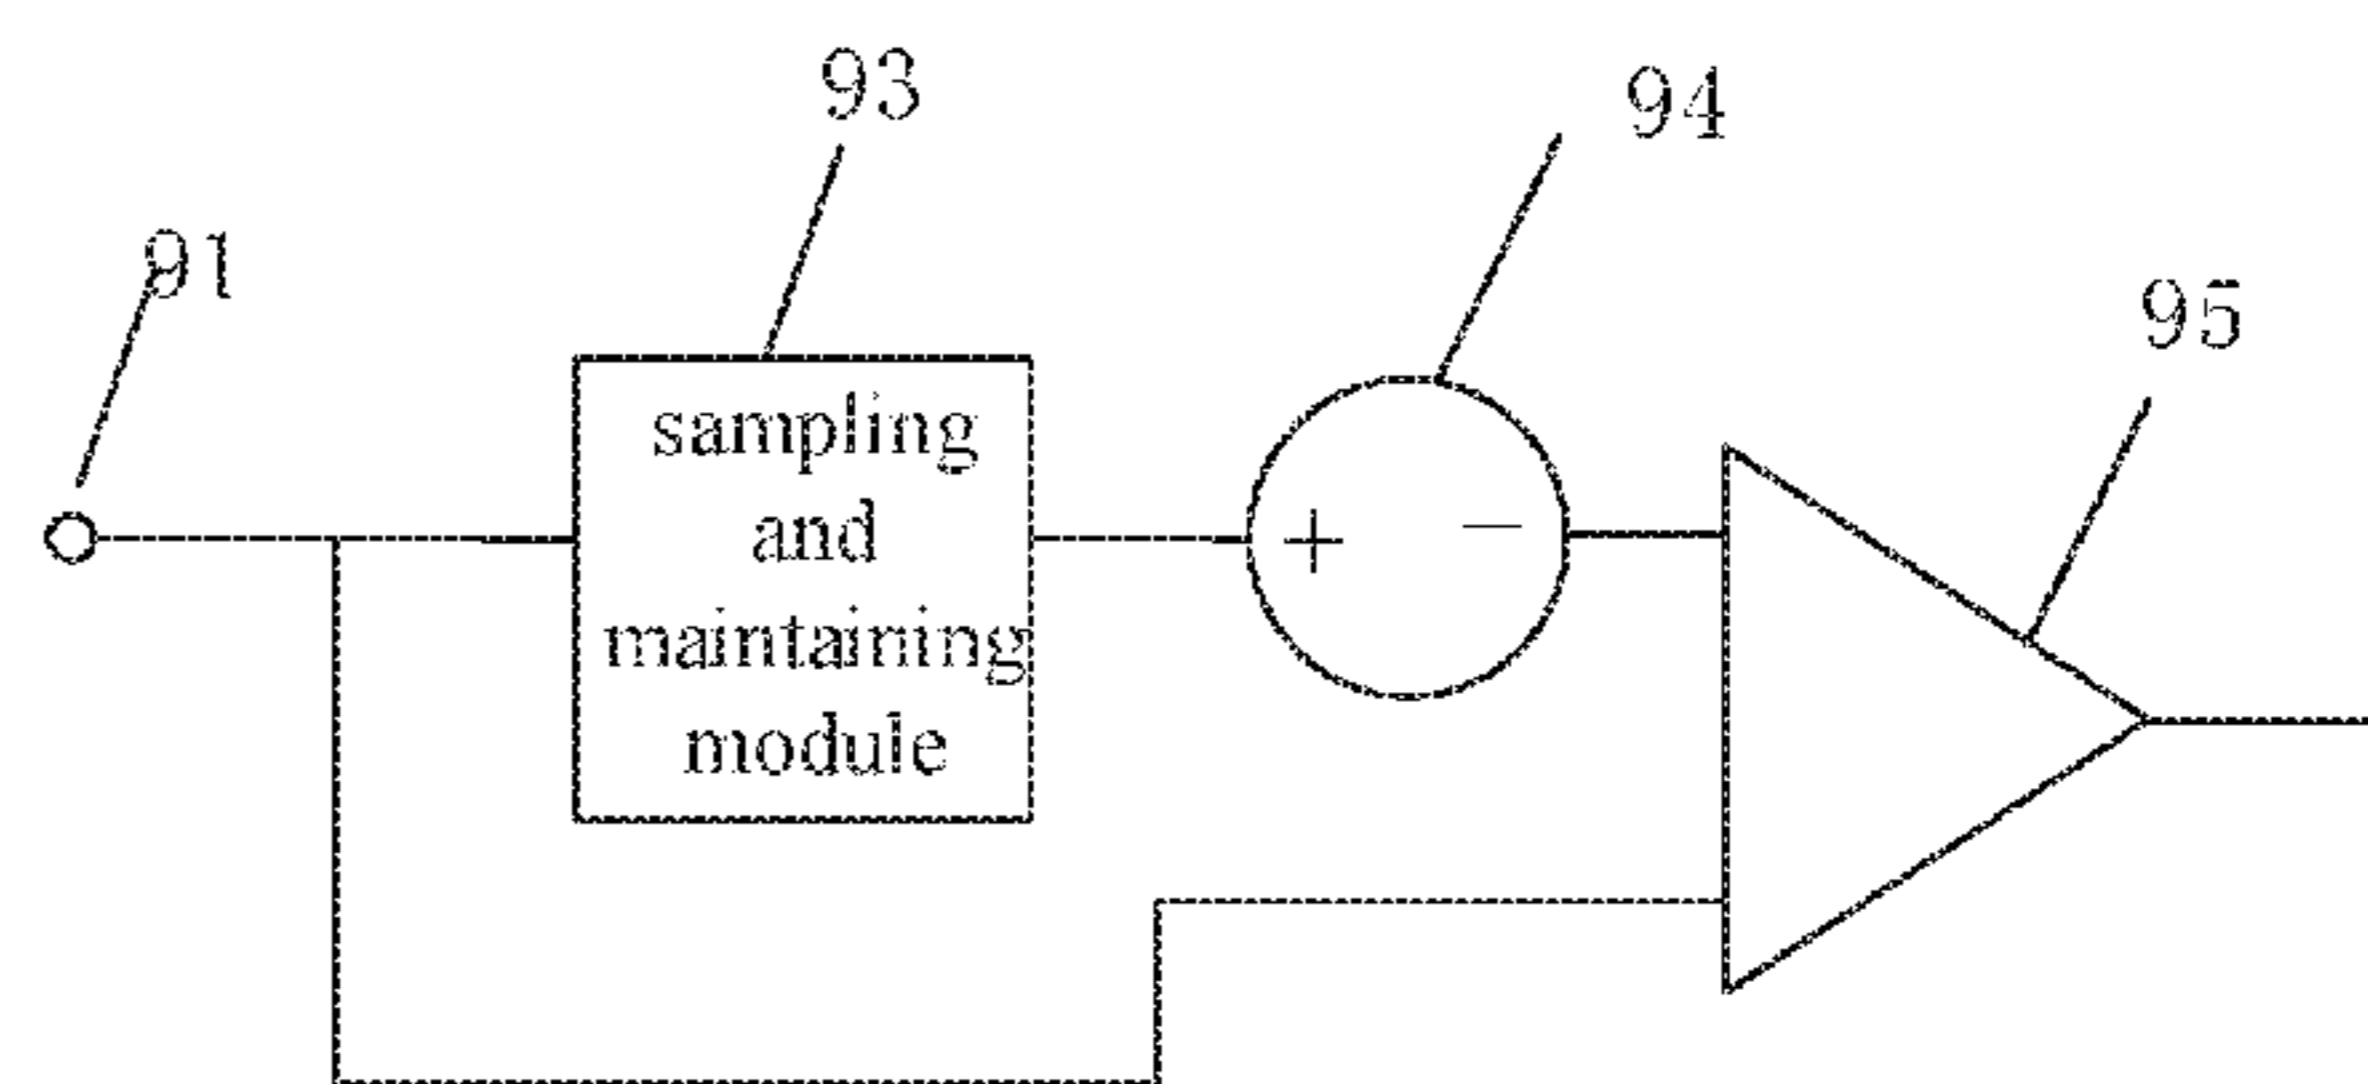 93
94
91
95
sampling
and
maintaining
module
+
−